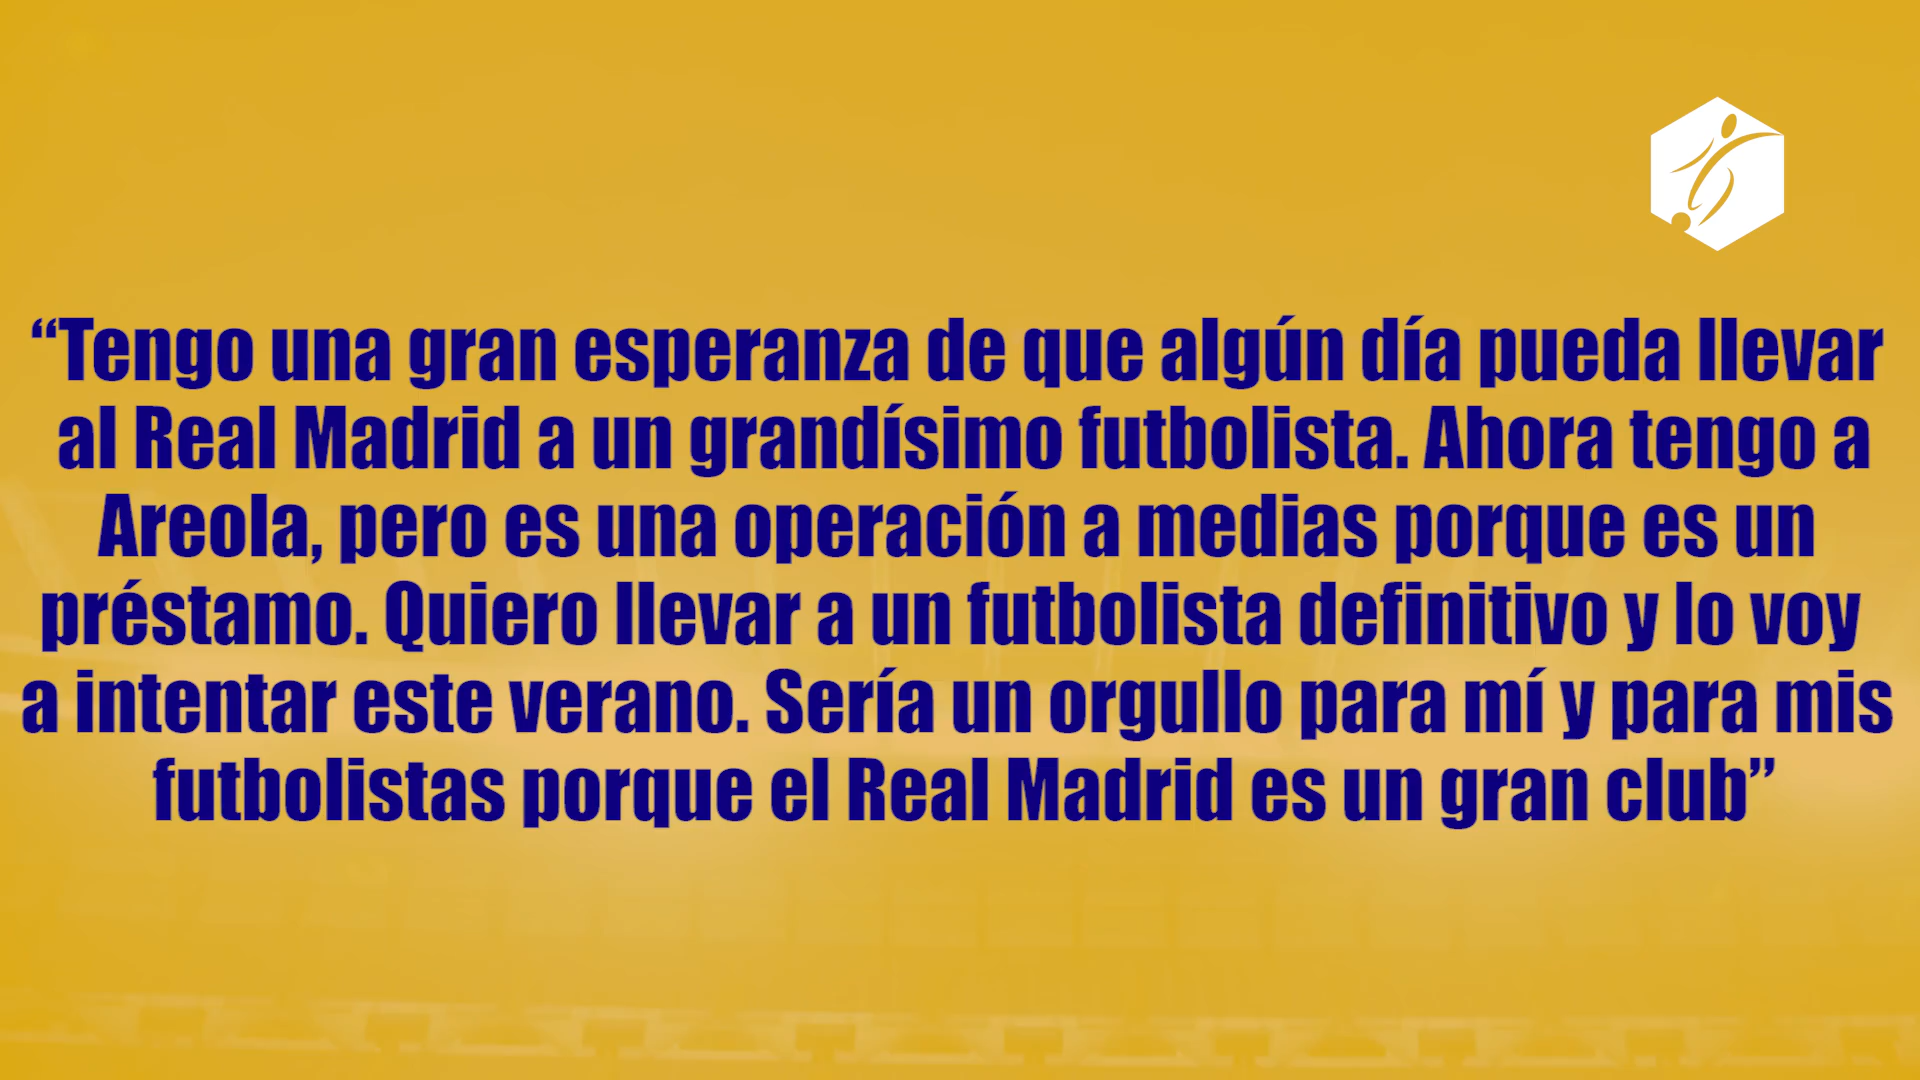 “Tengo una gran esperanza de que algún día pueda llevar
al Real Madrid a un grandísimo futbolista. Ahora tengo a
Areola, pero es una operación a medias porque es un
préstamo. Quiero llevar a un futbolista definitivo y lo voy
a intentar este verano. Sería un orgullo para mí y para mis
futbolistas porque el Real Madrid es un gran club”